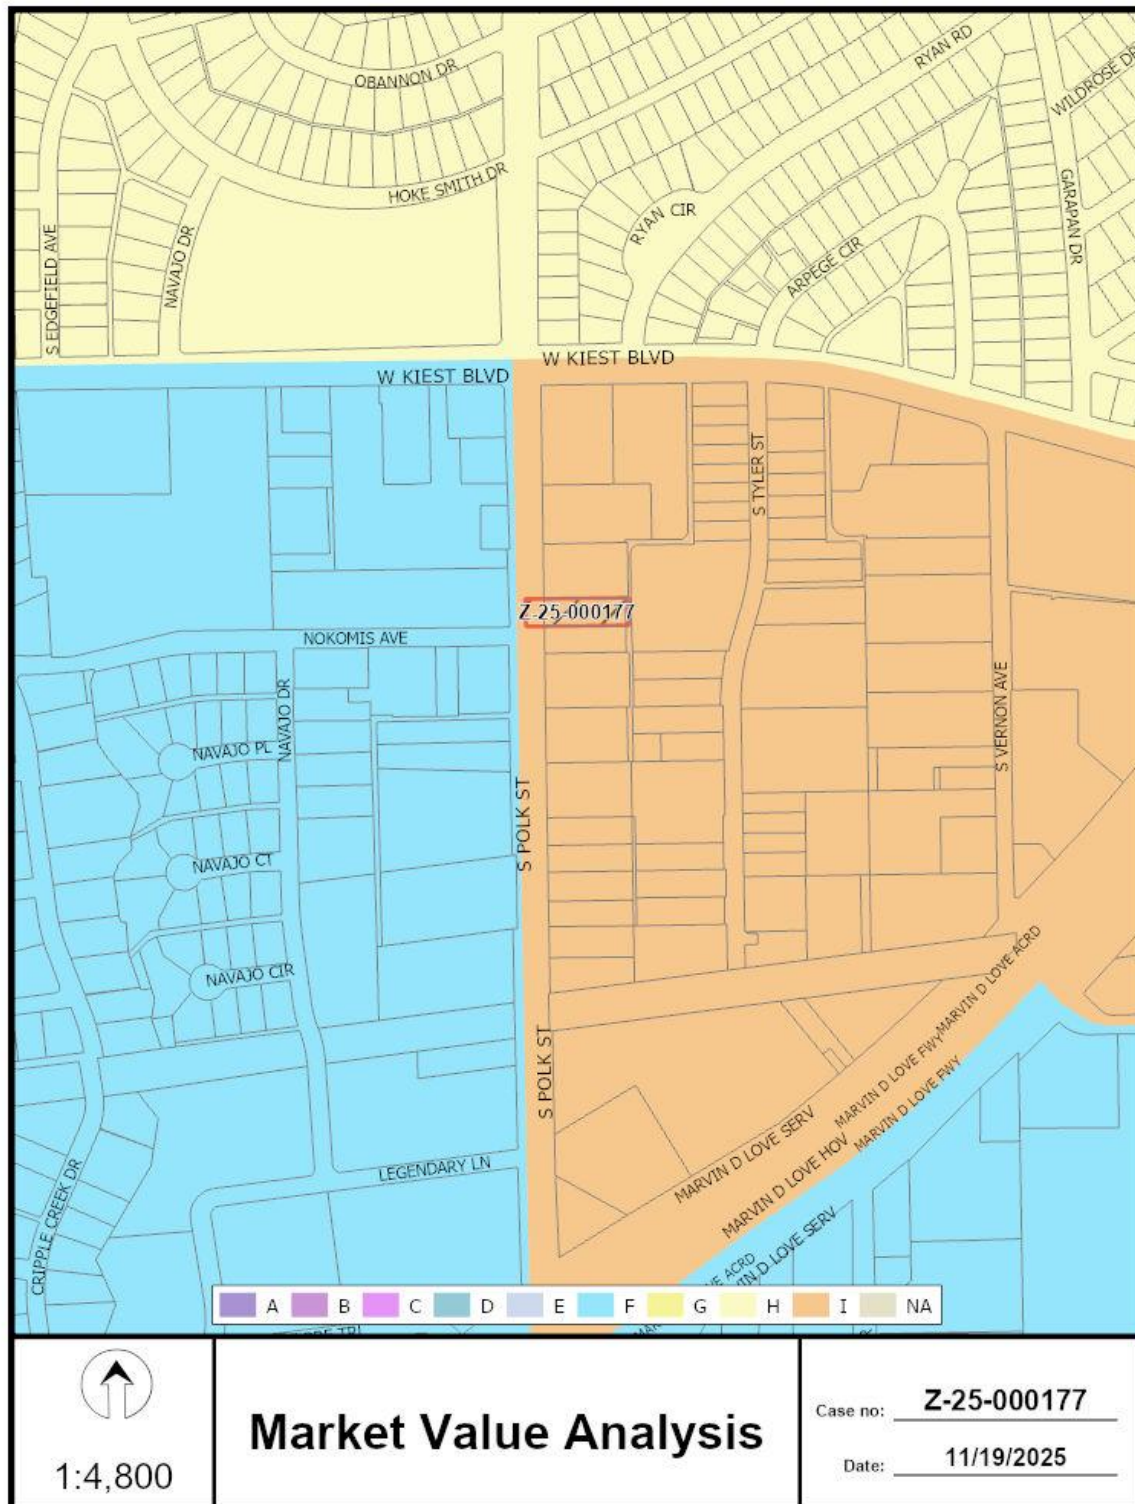 OBANNON DR
RYAN RD
WILDROSE DR
HOKE SMITH DR
GARAPAN DR
RYAN CIR
ARPEGE CIR
S EDGEFIELD AVE
NAVAJO DR
W KIEST BLVD
W KIEST BLVD
S TYLER ST
Z-25-000177
NOKOMIS AVE
NAVAJO DR
S VERNON AVE
NAVAJO PL
S POLK ST
NAVAJO CT
NAVAJO CIR
MARVIN D LOVE ACRD
S POLK ST
MARVIN D LOVE FWY
MARVIN D LOVE FWY
MARVIN D LOVE SERV
MARVIN D LOVE HOV
LEGENDARY LN
CRIPPLE CREEK DR
D LOVE SERV
ACRD
A B C D E F G H I NA
1:4,800
Market Value Analysis
Case no: Z-25-000177
Date: 11/19/2025